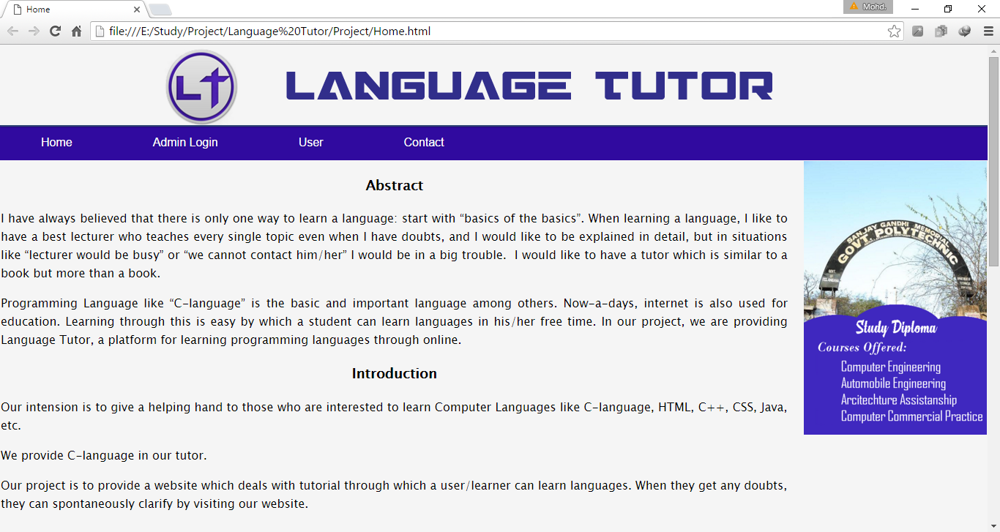 Home
Mohd.
file:///E:/Study/Project/Language%20Tutor/Project/Home.html
LT
LANGUAGE TUTOR
Home Admin Login User Contact
Abstract
I have always believed that there is only one way to learn a language: start with “basics of the basics”. When learning a language, I like to
have a best lecturer who teaches every single topic even when I have doubts, and I would like to be explained in detail, but in situations
like “lecturer would be busy” or “we cannot contact him/her” I would be in a big trouble.  I would like to have a tutor which is similar to a
book but more than a book.
Programming Language like “C-language” is the basic and important language among others. Now-a-days, internet is also used for
education. Learning through this is easy by which a student can learn languages in his/her free time. In our project, we are providing
Language Tutor, a platform for learning programming languages through online.
Introduction
Our intension is to give a helping hand to those who are interested to learn Computer Languages like C-language, HTML, C++, CSS, Java,
etc.
We provide C-language in our tutor.
Our project is to provide a website which deals with tutorial through which a user/learner can learn languages. When they get any doubts,
they can spontaneously clarify by visiting our website.
SANJAY GANDHI MEMORIAL
GOVT. POLYTECHNIC
Study Diploma
Courses Offered:
Computer Engineering
Automobile Engineering
Arcitechture Assistanship
Computer Commercial Practice